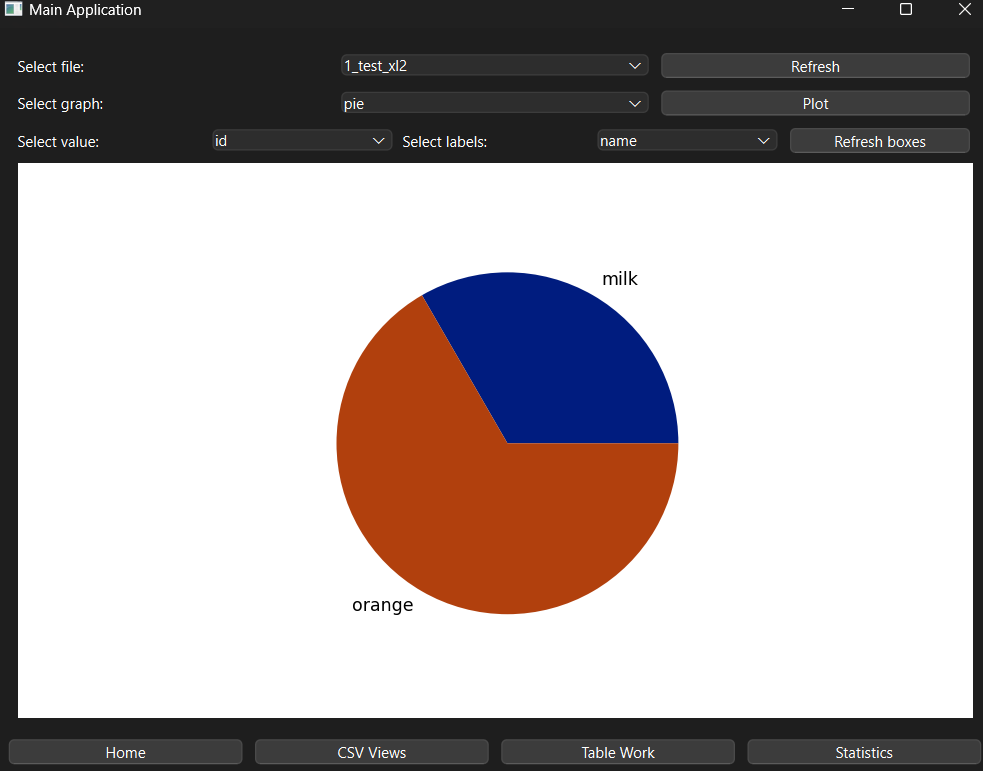 Main Application
Select file: 1_test_xl2 Refresh
Select graph: pie Plot
Select value: id Select labels: name Refresh boxes
milk
orange
Home CSV Views Table Work Statistics